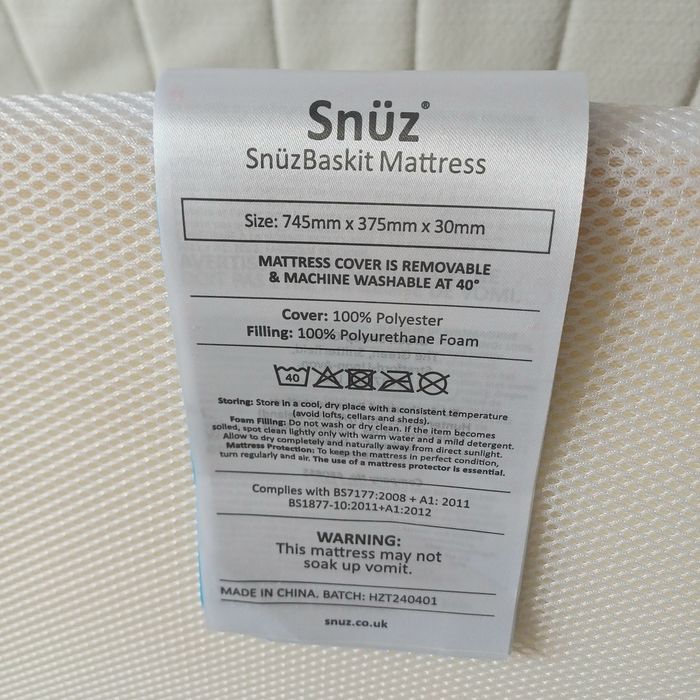 Snüz®
SnüzBaskit Mattress
Size: 745mm x 375mm x 30mm
MATTRESS COVER IS REMOVABLE
& MACHINE WASHABLE AT 40°
Cover: 100% Polyester
Filling: 100% Polyurethane Foam
40
Storing: Store in a cool, dry place with a consistent temperature
(avoid lofts, cellars and sheds).
Foam Filling: Do not wash or dry clean. If the item becomes
soiled, spot clean lightly only with warm water and a mild detergent.
Allow to dry completely and naturally away from direct sunlight.
Mattress Protection: To keep the mattress in perfect condition,
turn regularly and air. The use of a mattress protector is essential.
Complies with BS7177:2008 + A1: 2011
BS1877-10:2011+A1:2012
WARNING:
This mattress may not
soak up vomit.
MADE IN CHINA. BATCH: HZT240401
snuz.co.uk